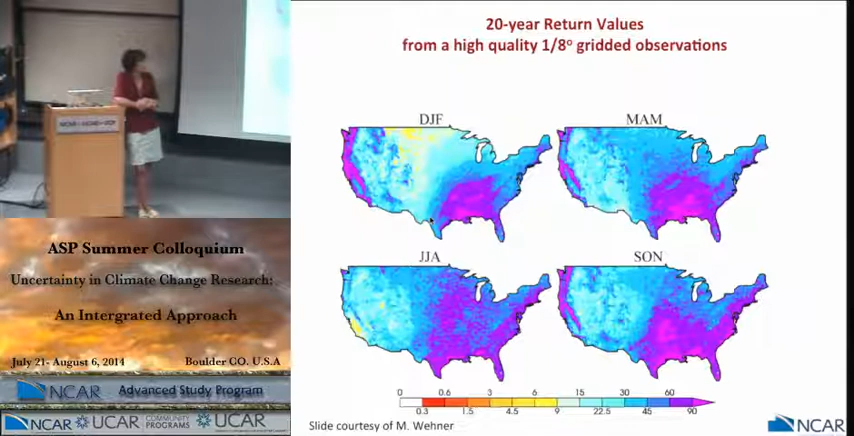 20-year Return Values
from a high quality 1/8º gridded observations
DJF
MAM
JJA
SON
0 0.6 3 6 15 30 60
0.3 1.5 4.5 9 22.5 45 90
Slide courtesy of M. Wehner
NCAR
ASP Summer Colloquium
Uncertainty in Climate Change Research:
An Intergrated Approach
July 21- August 6, 2014 Boulder CO. U.S.A
NCAR Advanced Study Program
NCAR UCAR COMMUNITY PROGRAMS UCAR